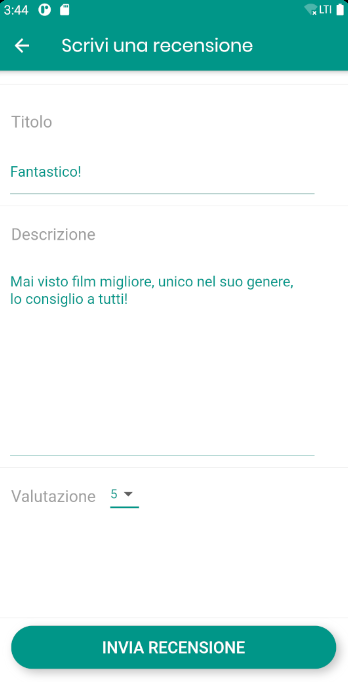 3:44
LTI
Scrivi una recensione
Titolo
Fantastico!
Descrizione
Mai visto film migliore, unico nel suo genere,
lo consiglio a tutti!
Valutazione 5
INVIA RECENSIONE